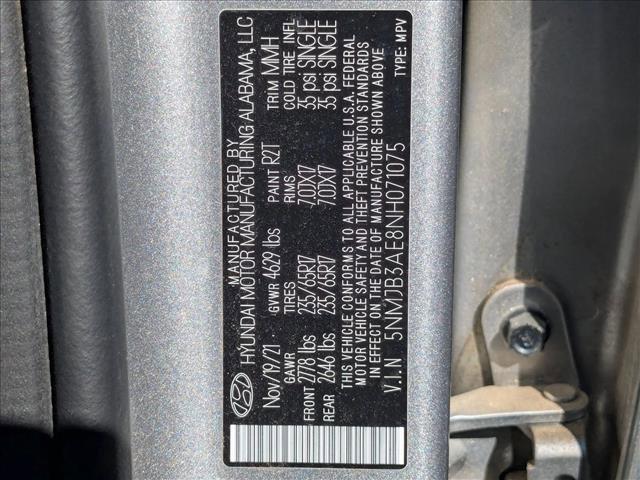 MANUFACTURED BY
HYUNDAI MOTOR MANUFACTURING ALABAMA, LLC
Nov/19/21 GVWR 4629 lbs PAINT R2T TRIM MMH
GAWR TIRES RIMS COLD TIRE INFL.
FRONT 2778 lbs 235/65R17 7.0JX17 35 psi SINGLE
REAR 2646 lbs 235/65R17 7.0JX17 35 psi SINGLE
THIS VEHICLE CONFORMS TO ALL APPLICABLE U.S.A. FEDERAL
MOTOR VEHICLE SAFETY AND THEFT PREVENTION STANDARDS
IN EFFECT ON THE DATE OF MANUFACTURE SHOWN ABOVE
V.I.N 5NMJB3AE8NH071075 TYPE: MPV